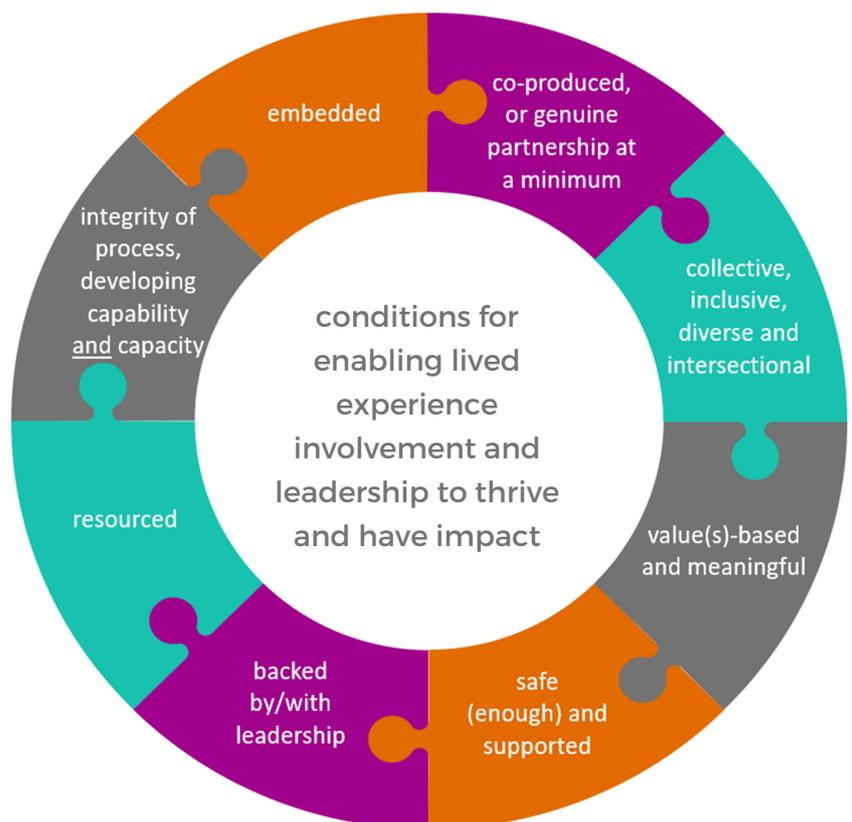 embedded
co-produced,
or genuine
partnership at
a minimum
collective,
inclusive,
diverse and
intersectional
value(s)-based
and meaningful
safe
(enough) and
supported
backed
by/with
leadership
resourced
integrity of
process,
developing
capability
and capacity
conditions for
enabling lived
experience
involvement and
leadership to thrive
and have impact